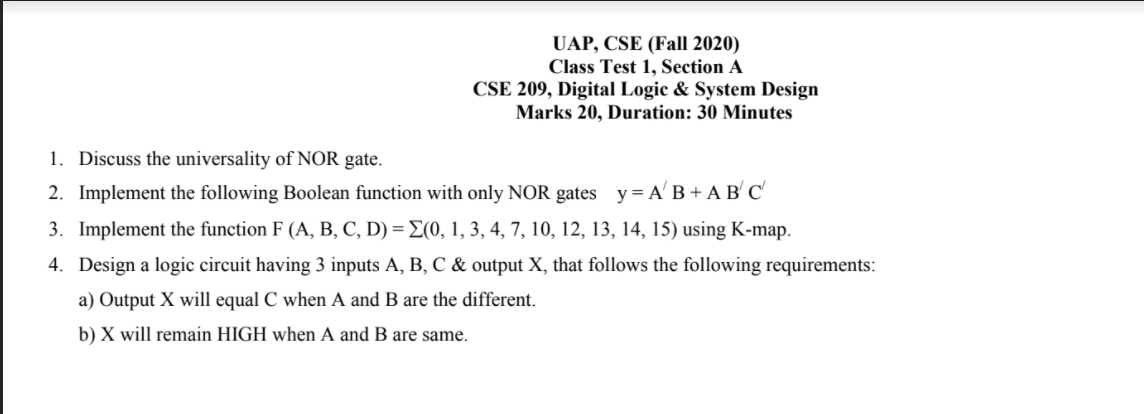 UAP, CSE (Fall 2020)
Class Test 1, Section A
CSE 209, Digital Logic & System Design
Marks 20, Duration: 30 Minutes
1. Discuss the universality of NOR gate.
2. Implement the following Boolean function with only NOR gates y = A/ B + A B/ C/
3. Implement the function F (A, B, C, D) = ∑(0, 1, 3, 4, 7, 10, 12, 13, 14, 15) using K-map.
4. Design a logic circuit having 3 inputs A, B, C & output X, that follows the following requirements:
a) Output X will equal C when A and B are the different.
b) X will remain HIGH when A and B are same.